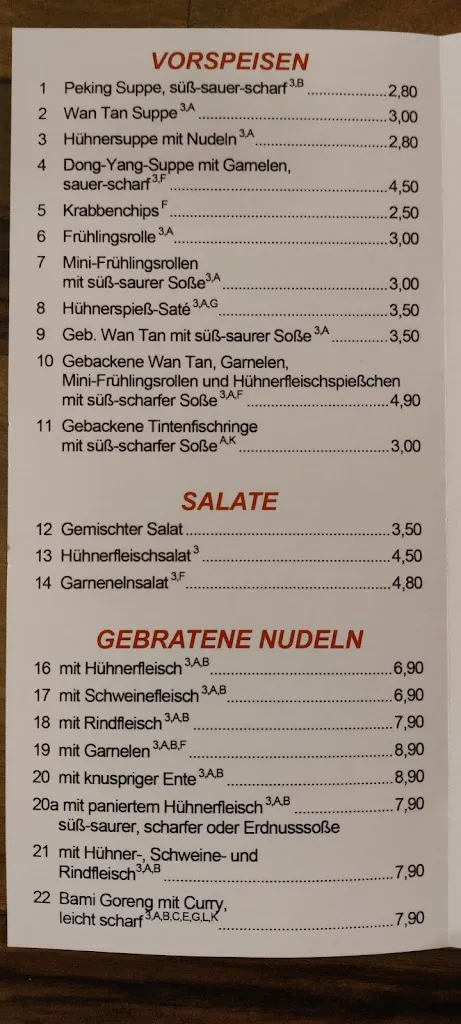 VORSPEISEN
1 Peking Suppe, süß-sauer-scharf 3,B ........ 2,80
2 Wan Tan Suppe 3,A ........ 3,00
3 Hühnersuppe mit Nudeln 3,A ........ 2,80
4 Dong-Yang-Suppe mit Garnelen,
sauer-scharf 3,F ........ 4,50
5 Krabbenchips F ........ 2,50
6 Frühlingsrolle 3,A ........ 3,00
7 Mini-Frühlingsrollen
mit süß-saurer Soße 3,A ........ 3,00
8 Hühnerspieß-Saté 3,A,G ........ 3,50
9 Geb. Wan Tan mit süß-saurer Soße 3,A ........ 3,50
10 Gebackene Wan Tan, Garnelen,
Mini-Frühlingsrollen und Hühnerfleischspießchen
mit süß-scharfer Soße 3,A,F ........ 4,90
11 Gebackene Tintenfischringe
mit süß-scharfer Soße A,K ........ 3,00
SALATE
12 Gemischter Salat ........ 3,50
13 Hühnerfleischsalat 3 ........ 4,50
14 Garnenelnsalat 3,F ........ 4,80
GEBRATENE NUDELN
16 mit Hühnerfleisch 3,A,B ........ 6,90
17 mit Schweinefleisch 3,A,B ........ 6,90
18 mit Rindfleisch 3,A,B ........ 7,90
19 mit Garnelen 3,A,B,F ........ 8,90
20 mit knuspriger Ente 3,A,B ........ 8,90
20a mit paniertem Hühnerfleisch 3,A,B ........ 7,90
süß-saurer, scharfer oder Erdnusssoße
21 mit Hühner-, Schweine- und
Rindfleisch 3,A,B ........ 7,90
22 Bami Goreng mit Curry,
leicht scharf 3,A,B,C,E,G,L,K ........ 7,90